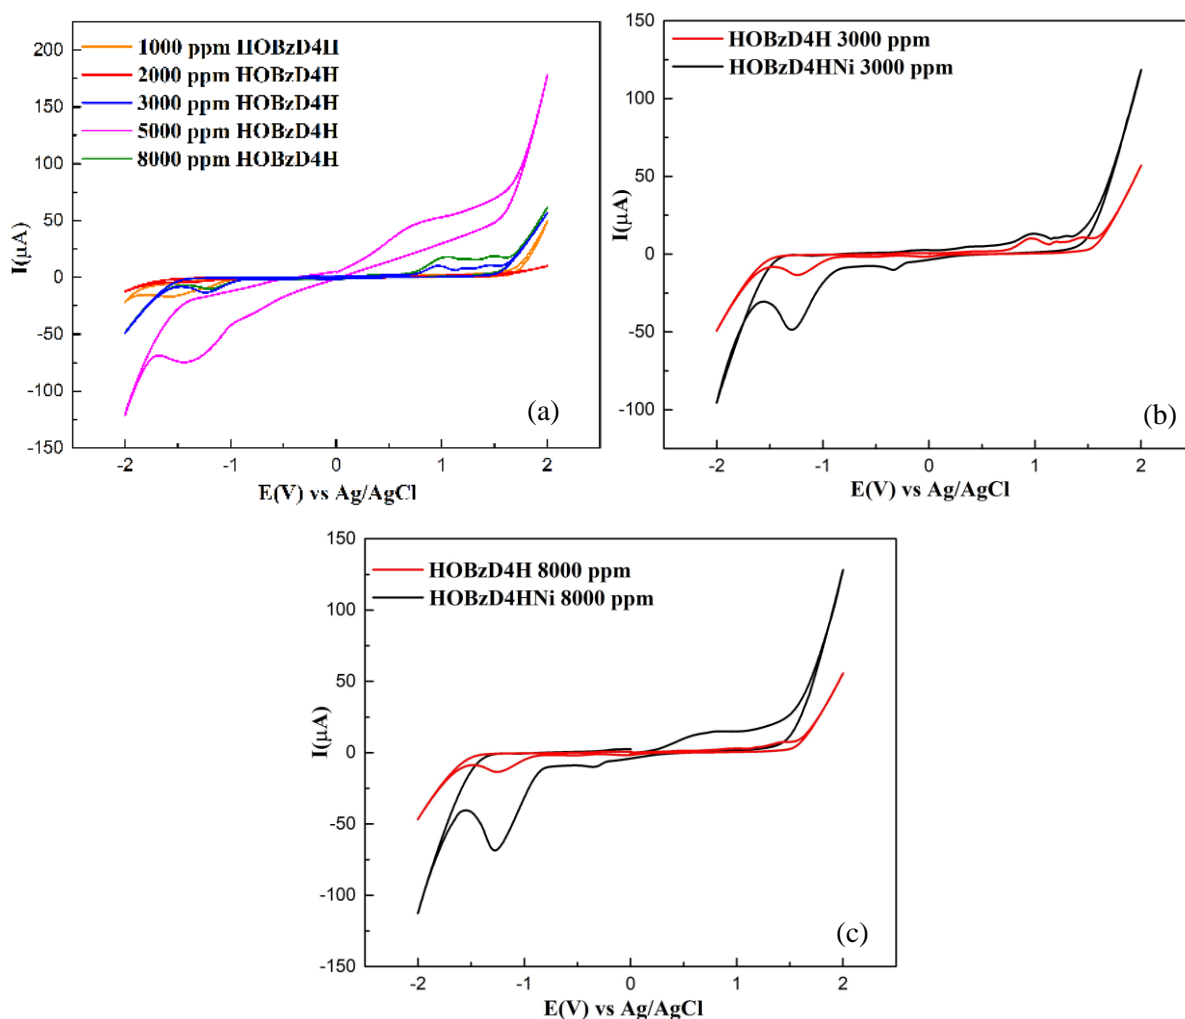 200
150
100
50
0
-50
-100
-150
I(µA)
1000 ppm HOBzD4H
2000 ppm HOBzD4H
3000 ppm HOBzD4H
5000 ppm HOBzD4H
8000 ppm HOBzD4H
(a)
-2
-1
0
1
2
E(V) vs Ag/AgCl
150
100
50
0
-50
-100
I(µA)
HOBzD4H 3000 ppm
HOBzD4HNi 3000 ppm
(b)
-2
-1
0
1
2
E(V) vs Ag/AgCl
150
100
50
0
-50
-100
-150
I(µA)
HOBzD4H 8000 ppm
HOBzD4HNi 8000 ppm
(c)
-2
-1
0
1
2
E(V) vs Ag/AgCl